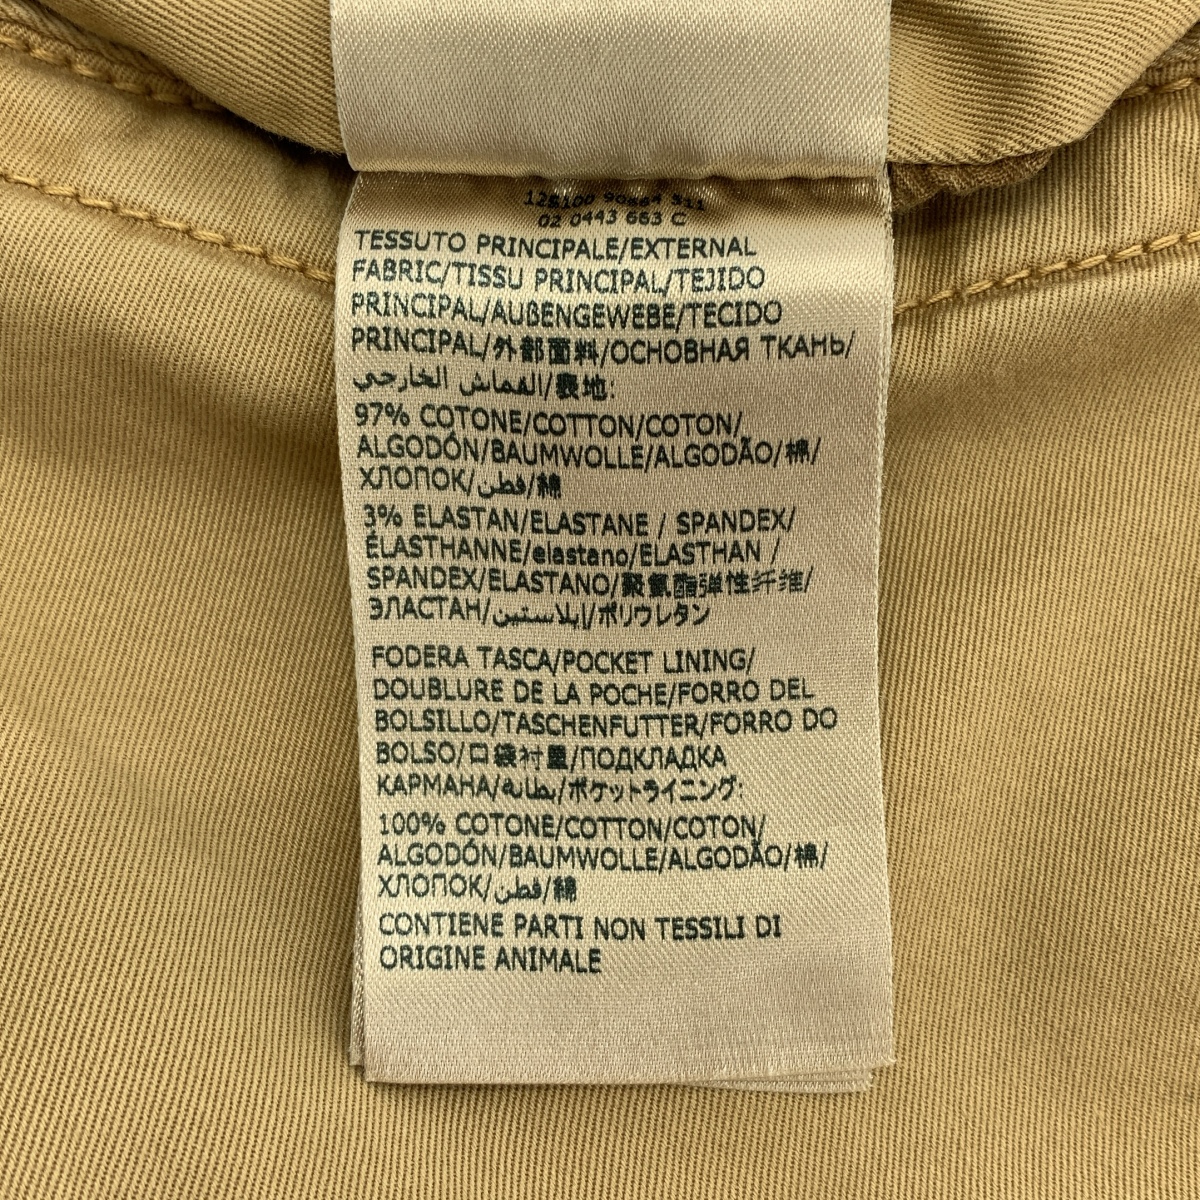 02 0443 663 C
TESSUTO PRINCIPALE/EXTERNAL
FABRIC/TISSU PRINCIPAL/TEJIDO
PRINCIPAL/AUßENGEWEBE/TECIDO
PRINCIPAL/外部面料/ОСНОВНАЯ ТКАНЬ/
القماش الخارجي/表地:
97% COTONE/COTTON/COTON/
ALGODÓN/BAUMWOLLE/ALGODÃO/棉/
ХЛОПОК/قطن/綿
3% ELASTAN/ELASTANE / SPANDEX/
ÉLASTHANNE/elastano/ELASTHAN /
SPANDEX/ELASTANO/聚氨酯弹性纤维/
ЭЛАСТАН/إيلاستين/ポリウレタン
FODERA TASCA/POCKET LINING/
DOUBLURE DE LA POCHE/FORRO DEL
BOLSILLO/TASCHENFUTTER/FORRO DO
BOLSO/口袋衬里/ПОДКЛАДКА
КАРМАНА/بطانة/ポケットライニング:
100% COTONE/COTTON/COTON/
ALGODÓN/BAUMWOLLE/ALGODÃO/棉/
ХЛОПОК/قطن/綿
CONTIENE PARTI NON TESSILI DI
ORIGINE ANIMALE